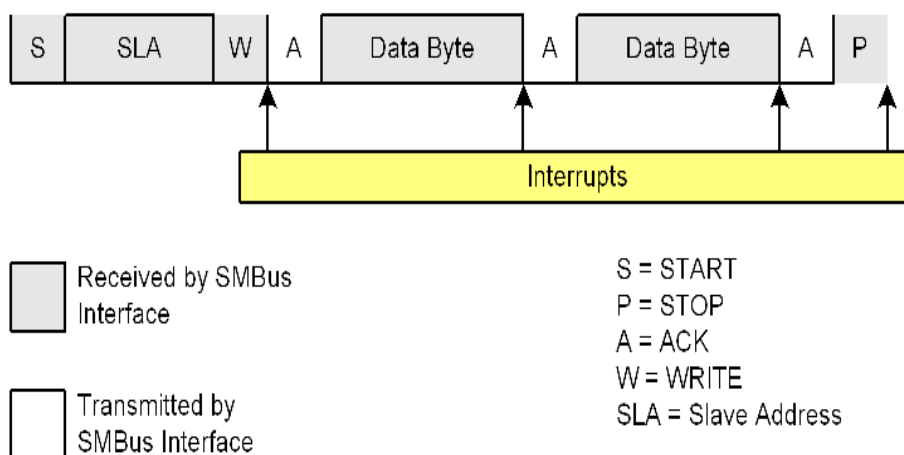 S SLA W A Data Byte A Data Byte A P
Interrupts
Received by SMBus
Interface
Transmitted by
SMBus Interface
S = START
P = STOP
A = ACK
W = WRITE
SLA = Slave Address